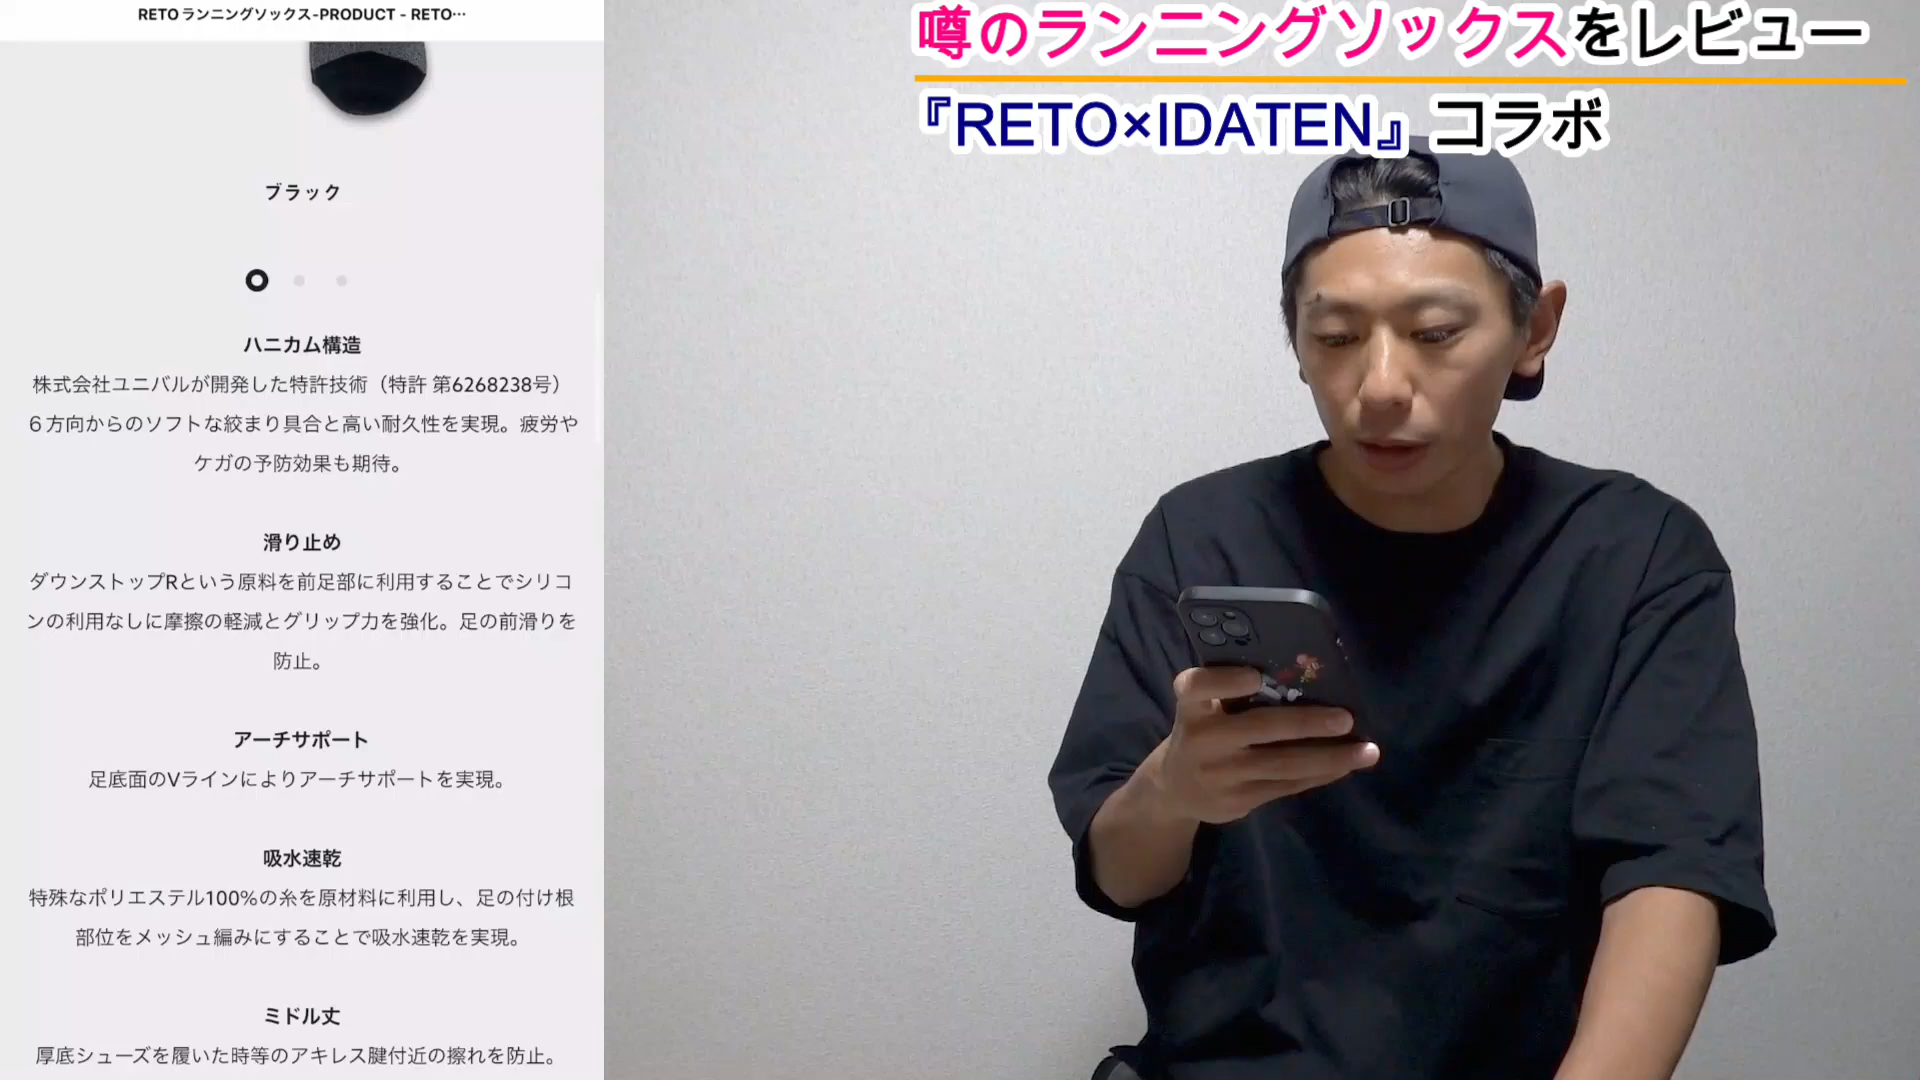 RETO ランニングソックス-PRODUCT - RETO…
噂のランニングソックスをレビュー
『RETO×IDATEN』コラボ
ブラック
ハニカム構造
株式会社ユニバルが開発した特許技術（特許 第6268238号）
６方向からのソフトな絞まり具合と高い耐久性を実現。疲労や
ケガの予防効果も期待。
滑り止め
ダウンストップRという原料を前足部に利用することでシリコ
ンの利用なしに摩擦の軽減とグリップ力を強化。足の前滑りを
防止。
アーチサポート
足底面のVラインによりアーチサポートを実現。
吸水速乾
特殊なポリエステル100%の糸を原材料に利用し、足の付け根
部位をメッシュ編みにすることで吸水速乾を実現。
ミドル丈
厚底シューズを履いた時等のアキレス腱付近の擦れを防止。